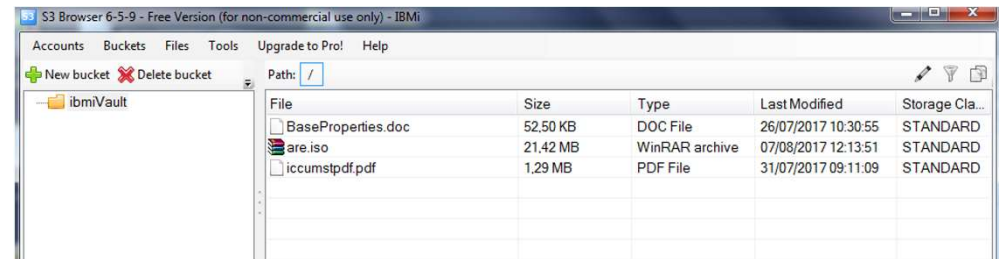 S3 Browser 6-5-9 - Free Version (for non-commercial use only) - IBMi
Accounts Buckets Files Tools Upgrade to Pro! Help
New bucket Delete bucket Path: /
ibmiVault
File Size Type Last Modified Storage Cla...
BaseProperties.doc 52,50 KB DOC File 26/07/2017 10:30:55 STANDARD
are.iso 21,42 MB WinRAR archive 07/08/2017 12:13:51 STANDARD
iccumstpdf.pdf 1,29 MB PDF File 31/07/2017 09:11:09 STANDARD